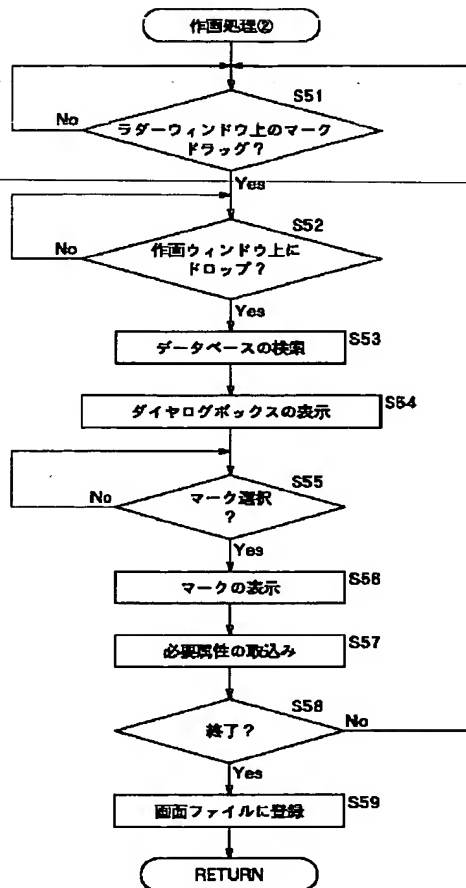 作画処理②
S51
No
ラダーウィンドウ上のマーク
ドラッグ？
Yes
S52
No
作画ウィンドウ上に
ドロップ？
Yes
データベースの検索
S53
ダイヤログボックスの表示
S54
S55
No
マーク選択
？
Yes
マークの表示
S56
必要属性の取込み
S57
S58
終了？
No
Yes
画面ファイルに登録
S59
RETURN